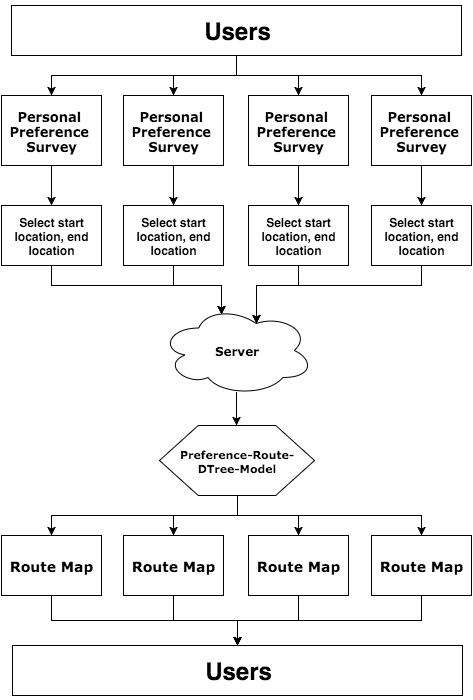 Users
Personal
Preference
Survey
Personal
Preference
Survey
Personal
Preference
Survey
Personal
Preference
Survey
Select start
location, end
location
Select start
location, end
location
Select start
location, end
location
Select start
location, end
location
Server
Preference-Route-
DTree-Model
Route Map
Route Map
Route Map
Route Map
Users